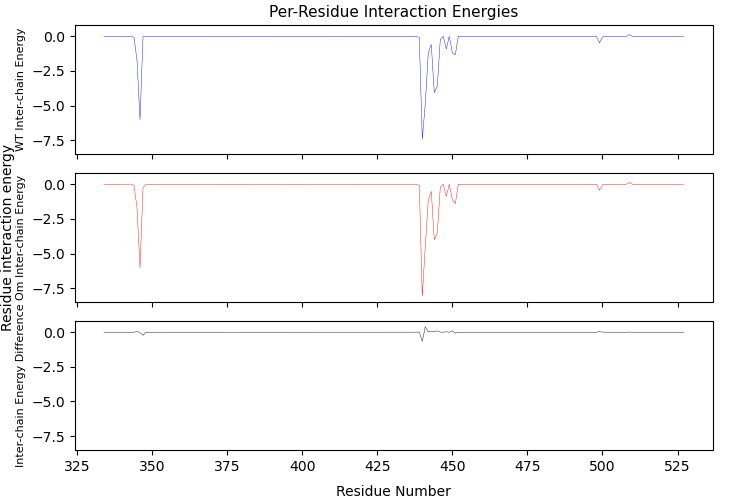 Per-Residue Interaction Energies
WT Inter-chain Energy
0.0
−2.5
−5.0
−7.5
Residue interaction energy
Om Inter-chain Energy
0.0
−2.5
−5.0
−7.5
Inter-chain Energy Difference
0.0
−2.5
−5.0
−7.5
325 350 375 400 425 450 475 500 525
Residue Number